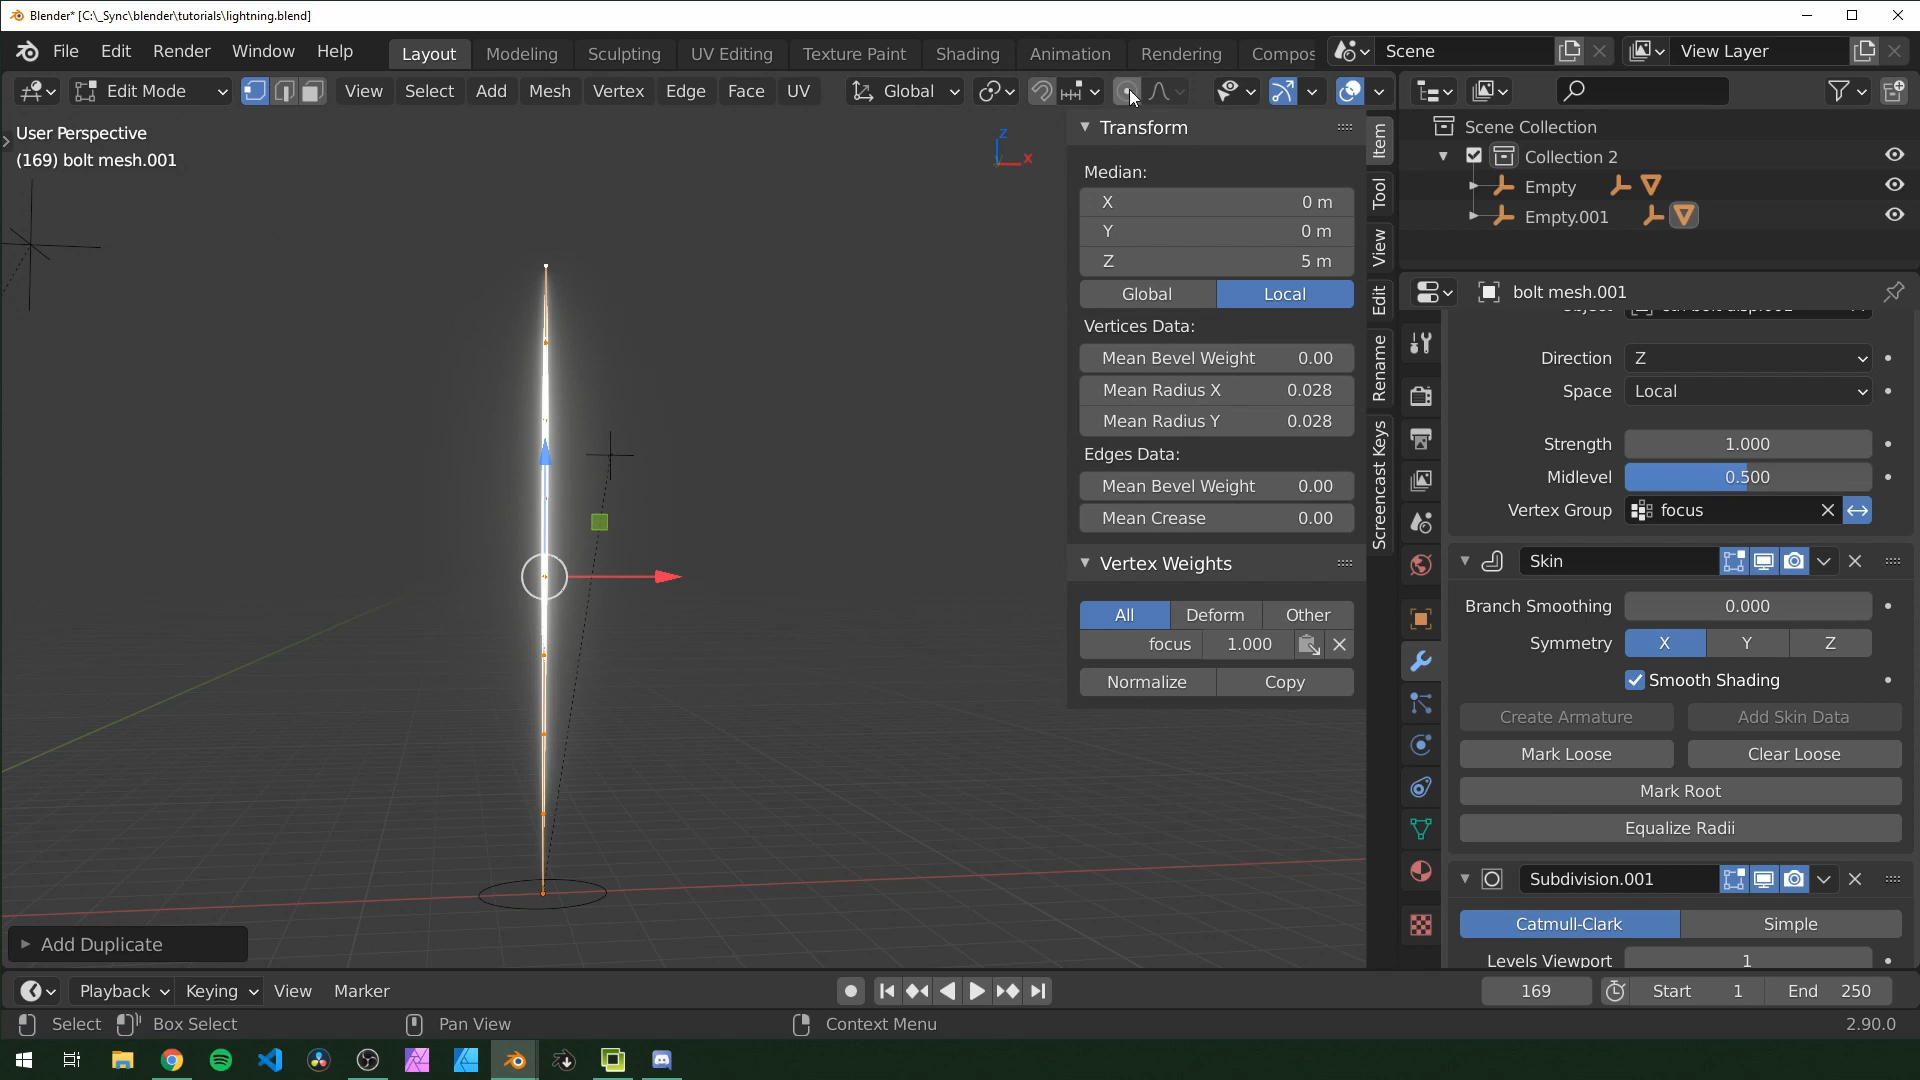 Blender* [C:\_Sync\blender\tutorials\lightning.blend]
File Edit Render Window Help Layout Modeling Sculpting UV Editing Texture Paint Shading Animation Rendering Compos Scene View Layer
Edit Mode View Select Add Mesh Vertex Edge Face UV Global
User Perspective
(169) bolt mesh.001
Z
X
Transform
Median:
X 0 m
Y 0 m
Z 5 m
Global Local
Vertices Data:
Mean Bevel Weight 0.00
Mean Radius X 0.028
Mean Radius Y 0.028
Edges Data:
Mean Bevel Weight 0.00
Mean Crease 0.00
Vertex Weights
All Deform Other
focus 1.000
Normalize Copy
Item
Tool
View
Edit
Rename
Screencast Keys
Scene Collection
Collection 2
Empty
Empty.001
bolt mesh.001
Direction Z
Space Local
Strength 1.000
Midlevel 0.500
Vertex Group focus
Skin
Branch Smoothing 0.000
Symmetry X Y Z
Smooth Shading
Create Armature Add Skin Data
Mark Loose Clear Loose
Mark Root
Equalize Radii
Subdivision.001
Catmull-Clark Simple
Levels Viewport 1
Add Duplicate
Playback Keying View Marker 169 Start 1 End 250
Select Box Select Pan View Context Menu 2.90.0